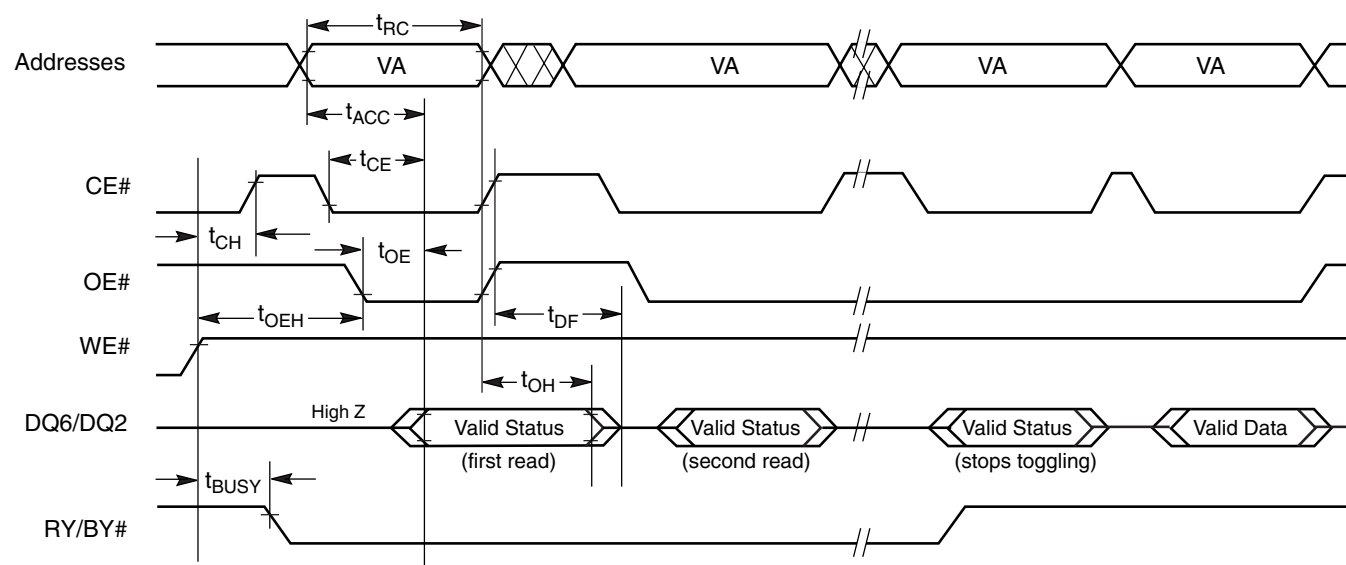 tRC
Addresses VA VA VA VA
tACC
tCE
CE#
tCH tOE
OE#
tOEH tDF
WE#
tOH
High Z
DQ6/DQ2 Valid Status Valid Status Valid Status Valid Data
(first read) (second read) (stops toggling)
tBUSY
RY/BY#